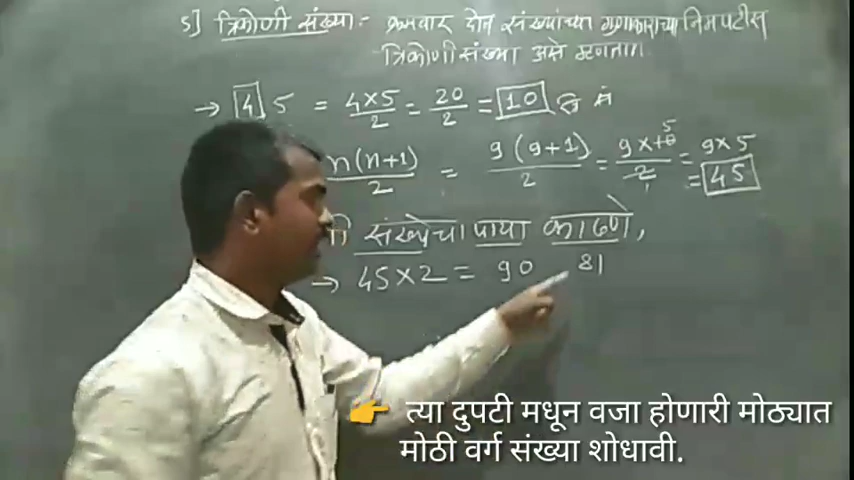 5] त्रिकोणी संख्या :- क्रमवार दोन संख्यांच्या गुणाकाराच्या निमपटीस
त्रिकोणी संख्या असे म्हणतात।
→ 4 5 = 4×5/2 = 20/2 = 10 त्रि सं
n(n+1)/2 = 9(9+1)/2 = 9×10/2 = 9×5
= 45
संख्येचा पाया काढणे,
→ 45×2 = 90 81
👉 त्या दुपटी मधून वजा होणारी मोठ्यात
मोठी वर्ग संख्या शोधावी.